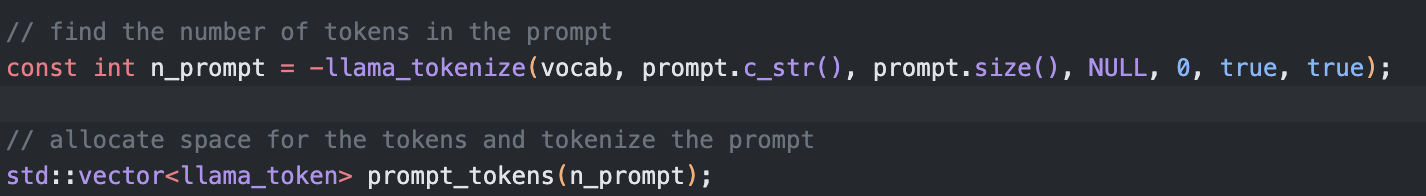 // find the number of tokens in the prompt
const int n_prompt = -llama_tokenize(vocab, prompt.c_str(), prompt.size(), NULL, 0, true, true);
// allocate space for the tokens and tokenize the prompt
std::vector<llama_token> prompt_tokens(n_prompt);